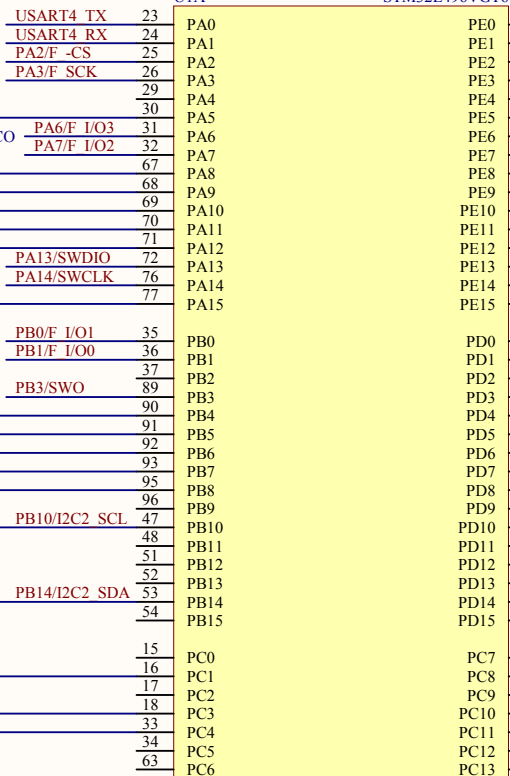 USART4_TX 23 PA0 PE0
USART4_RX 24 PA1 PE1
PA2/F_-CS 25 PA2 PE2
PA3/F_SCK 26 PA3 PE3
29 PA4 PE4
30 PA5 PE5
PA6/F_I/O3 31 PA6 PE6
PA7/F_I/O2 32 PA7 PE7
67 PA8 PE8
68 PA9 PE9
69 PA10 PE10
70 PA11 PE11
71 PA12 PE12
PA13/SWDIO 72 PA13 PE13
PA14/SWCLK 76 PA14 PE14
77 PA15 PE15
PB0/F_I/O1 35 PB0 PD0
PB1/F_I/O0 36 PB1 PD1
37 PB2 PD2
PB3/SWO 89 PB3 PD3
90 PB4 PD4
91 PB5 PD5
92 PB6 PD6
93 PB7 PD7
95 PB8 PD8
96 PB9 PD9
PB10/I2C2_SCL 47 PB10 PD10
48 PB11 PD11
51 PB12 PD12
52 PB13 PD13
PB14/I2C2_SDA 53 PB14 PD14
54 PB15 PD15
15 PC0 PC7
16 PC1 PC8
17 PC2 PC9
18 PC3 PC10
33 PC4 PC11
34 PC5 PC12
63 PC6 PC13